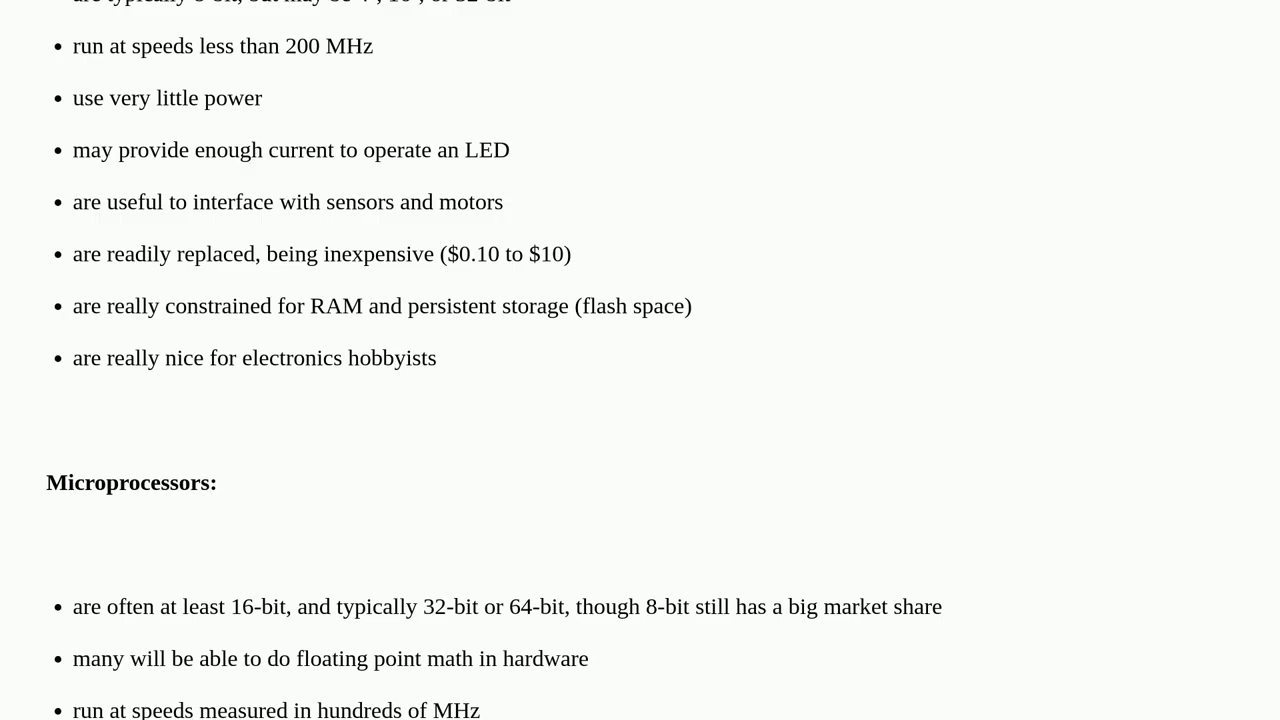 • run at speeds less than 200 MHz
• use very little power
• may provide enough current to operate an LED
• are useful to interface with sensors and motors
• are readily replaced, being inexpensive ($0.10 to $10)
• are really constrained for RAM and persistent storage (flash space)
• are really nice for electronics hobbyists
Microprocessors:
• are often at least 16-bit, and typically 32-bit or 64-bit, though 8-bit still has a big market share
• many will be able to do floating point math in hardware
• run at speeds measured in hundreds of MHz